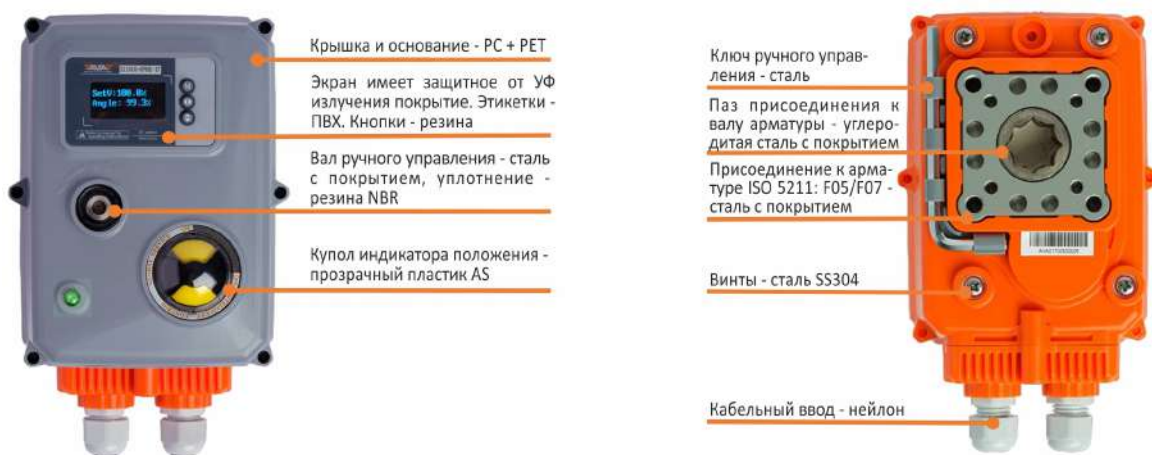 Крышка и основание - PC + PET
Экран имеет защитное от УФ
излучения покрытие. Этикетки -
ПВХ. Кнопки - резина
Вал ручного управления - сталь
с покрытием, уплотнение -
резина NBR
Купол индикатора положения -
прозрачный пластик AS
SetV:100.0%
Angle: 99.3%
Ключ ручного управ-
ления - сталь
Паз присоединения к
валу арматуры - углеро-
дитая сталь с покрытием
Присоединение к арма-
туре ISO 5211: F05/F07 -
сталь с покрытием
Винты - сталь SS304
Кабельный ввод - нейлон